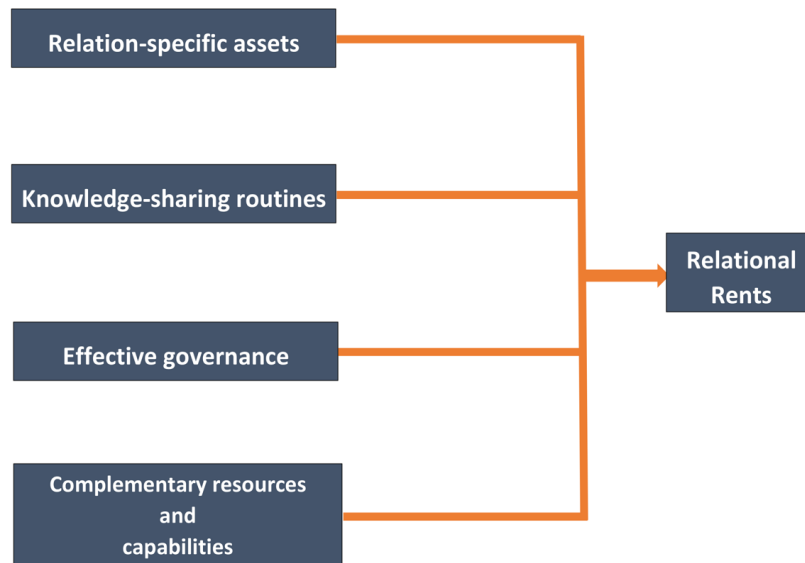 Relation-specific assets
Knowledge-sharing routines
Relational
Rents
Effective governance
Complementary resources
and
capabilities